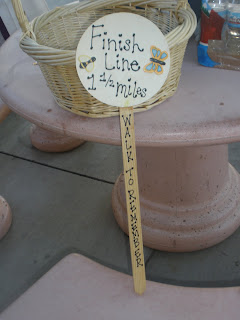 Finish
Line
1 1/2 miles
WALK TO REMEMBER